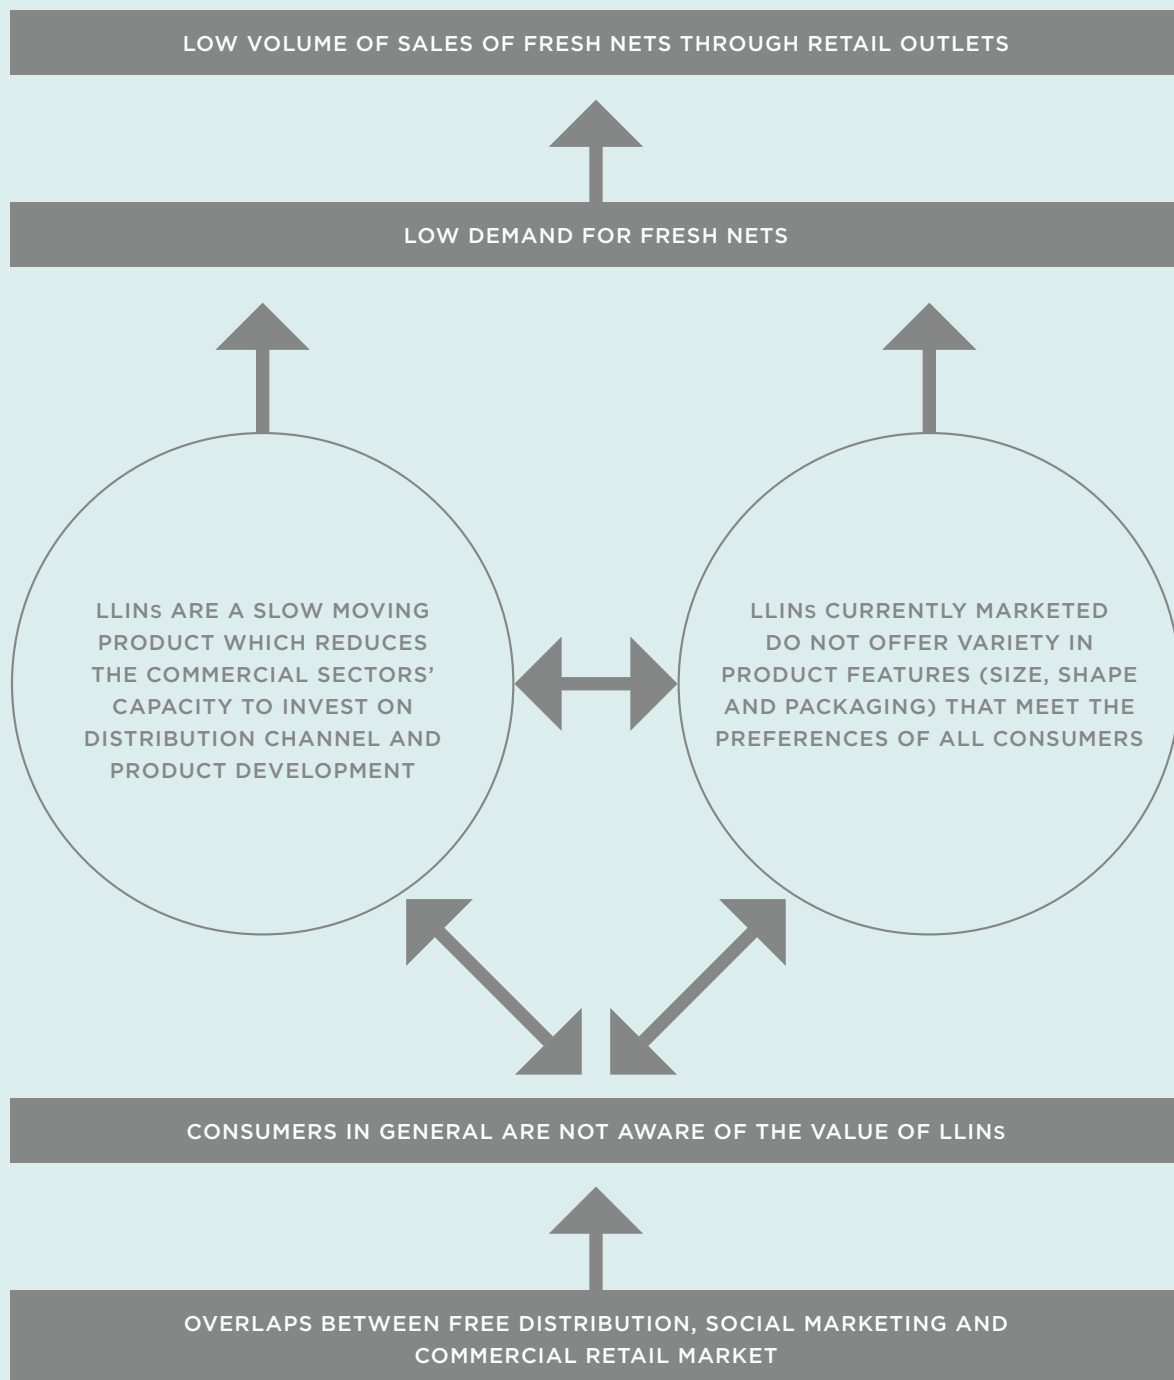 LOW VOLUME OF SALES OF FRESH NETS THROUGH RETAIL OUTLETS
LOW DEMAND FOR FRESH NETS
LLINs ARE A SLOW MOVING
PRODUCT WHICH REDUCES
THE COMMERCIAL SECTORS’
CAPACITY TO INVEST ON
DISTRIBUTION CHANNEL AND
PRODUCT DEVELOPMENT
LLINs CURRENTLY MARKETED
DO NOT OFFER VARIETY IN
PRODUCT FEATURES (SIZE, SHAPE
AND PACKAGING) THAT MEET THE
PREFERENCES OF ALL CONSUMERS
CONSUMERS IN GENERAL ARE NOT AWARE OF THE VALUE OF LLINs
OVERLAPS BETWEEN FREE DISTRIBUTION, SOCIAL MARKETING AND
COMMERCIAL RETAIL MARKET